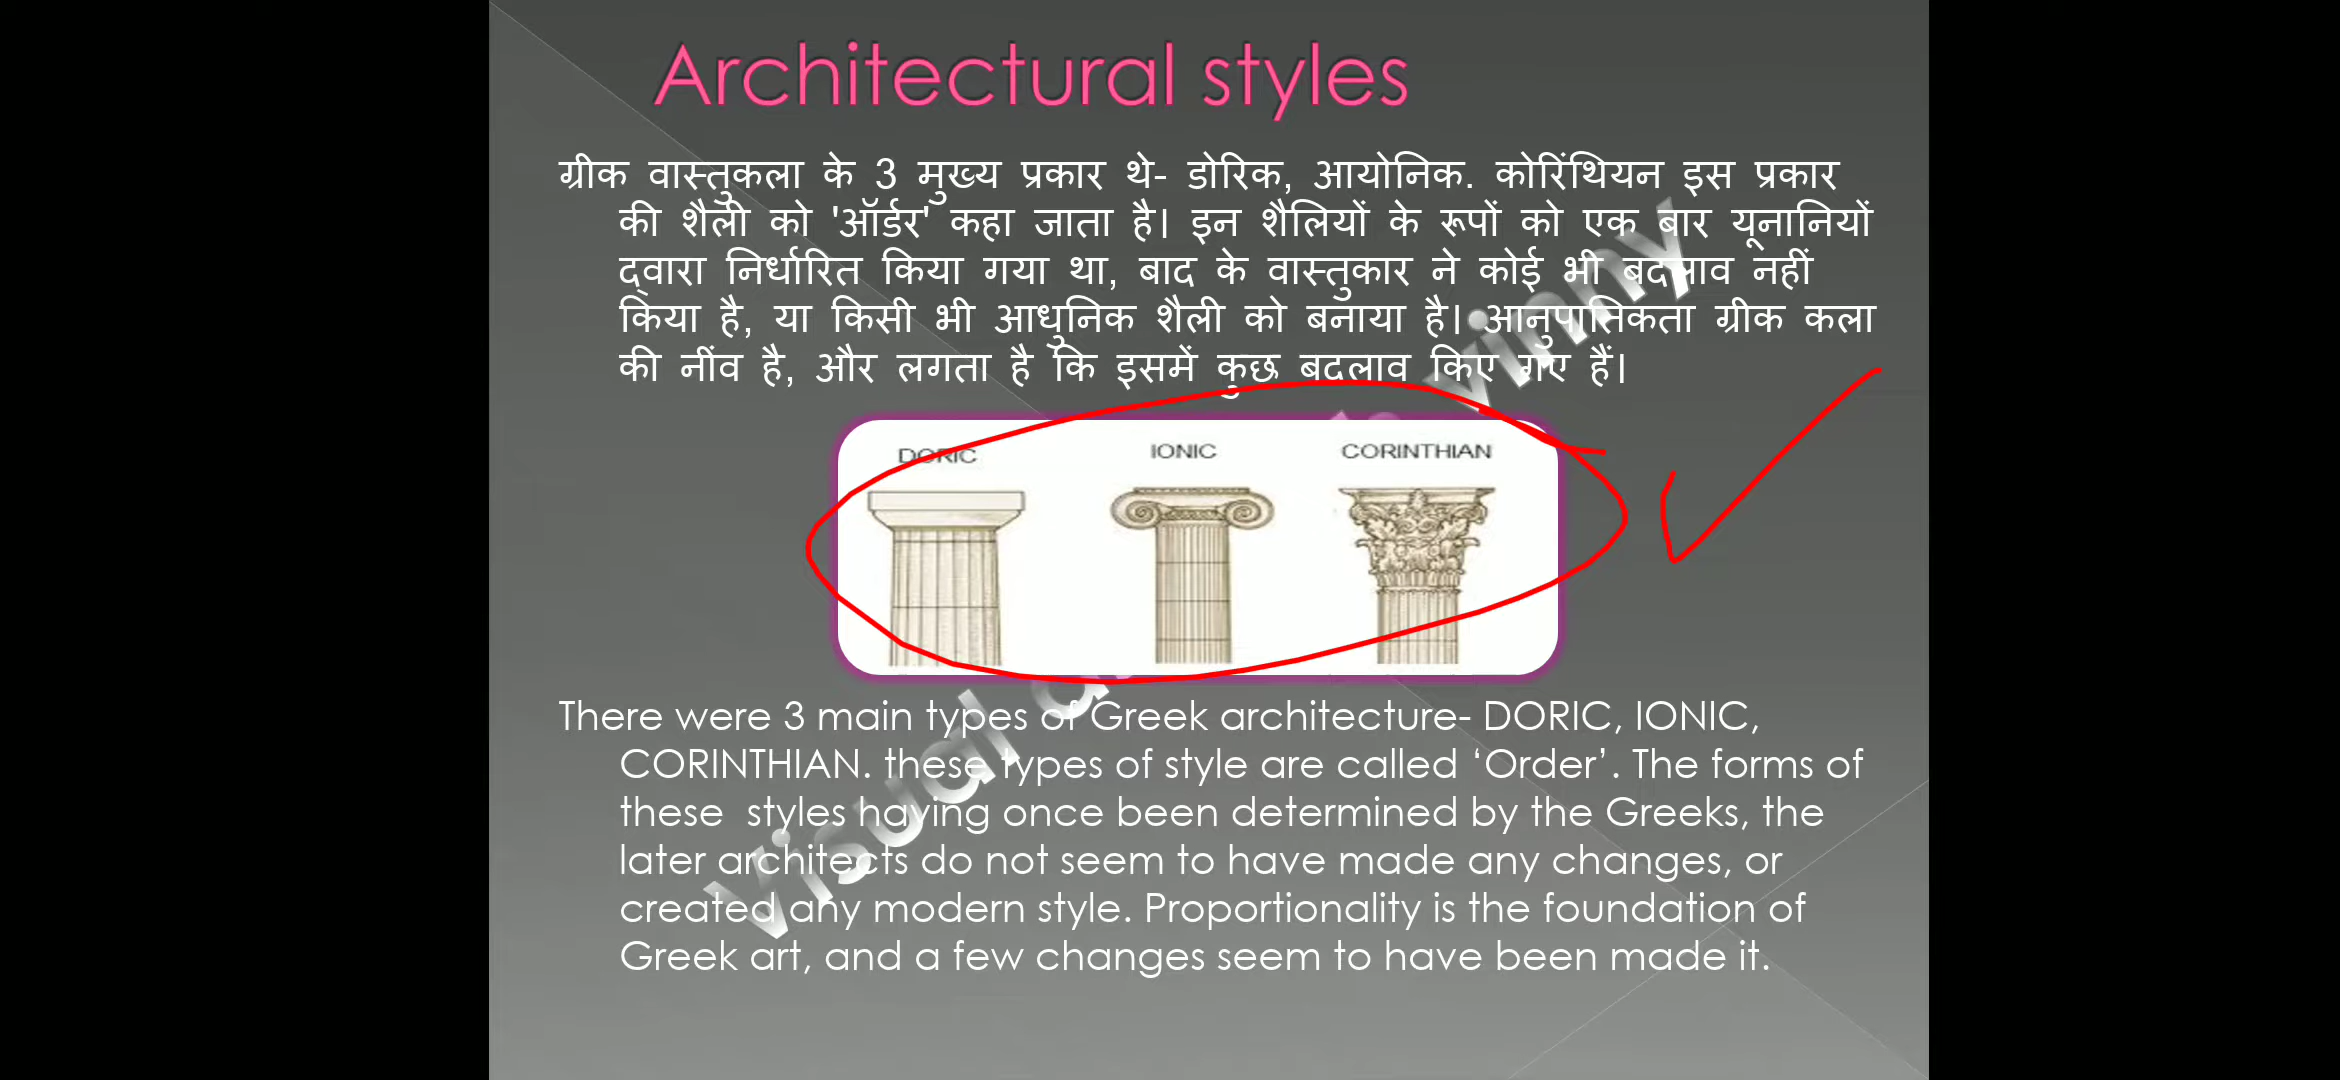 Architectural styles
ग्रीक वास्तुकला के 3 मुख्य प्रकार थे- डोरिक, आयोनिक. कोरिंथियन इस प्रकार
की शैली को 'ऑर्डर' कहा जाता है। इन शैलियों के रूपों को एक बार यूनानियों
द्वारा निर्धारित किया गया था, बाद के वास्तुकार ने कोई भी बदलाव नहीं
किया है, या किसी भी आधुनिक शैली को बनाया है। आनुपातिकता ग्रीक कला
की नींव है, और लगता है कि इसमें कुछ बदलाव किए गए हैं।
DORIC IONIC CORINTHIAN
There were 3 main types of Greek architecture- DORIC, IONIC,
CORINTHIAN. these types of style are called ‘Order’. The forms of
these styles having once been determined by the Greeks, the
later architects do not seem to have made any changes, or
created any modern style. Proportionality is the foundation of
Greek art, and a few changes seem to have been made it.
Visual
vinny